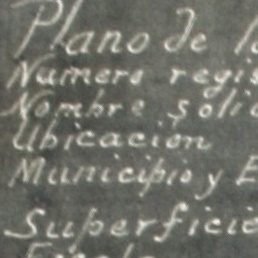 Plano de l
Numero regis
Nombre solic
Ubicación
Municipio y E
Superficie